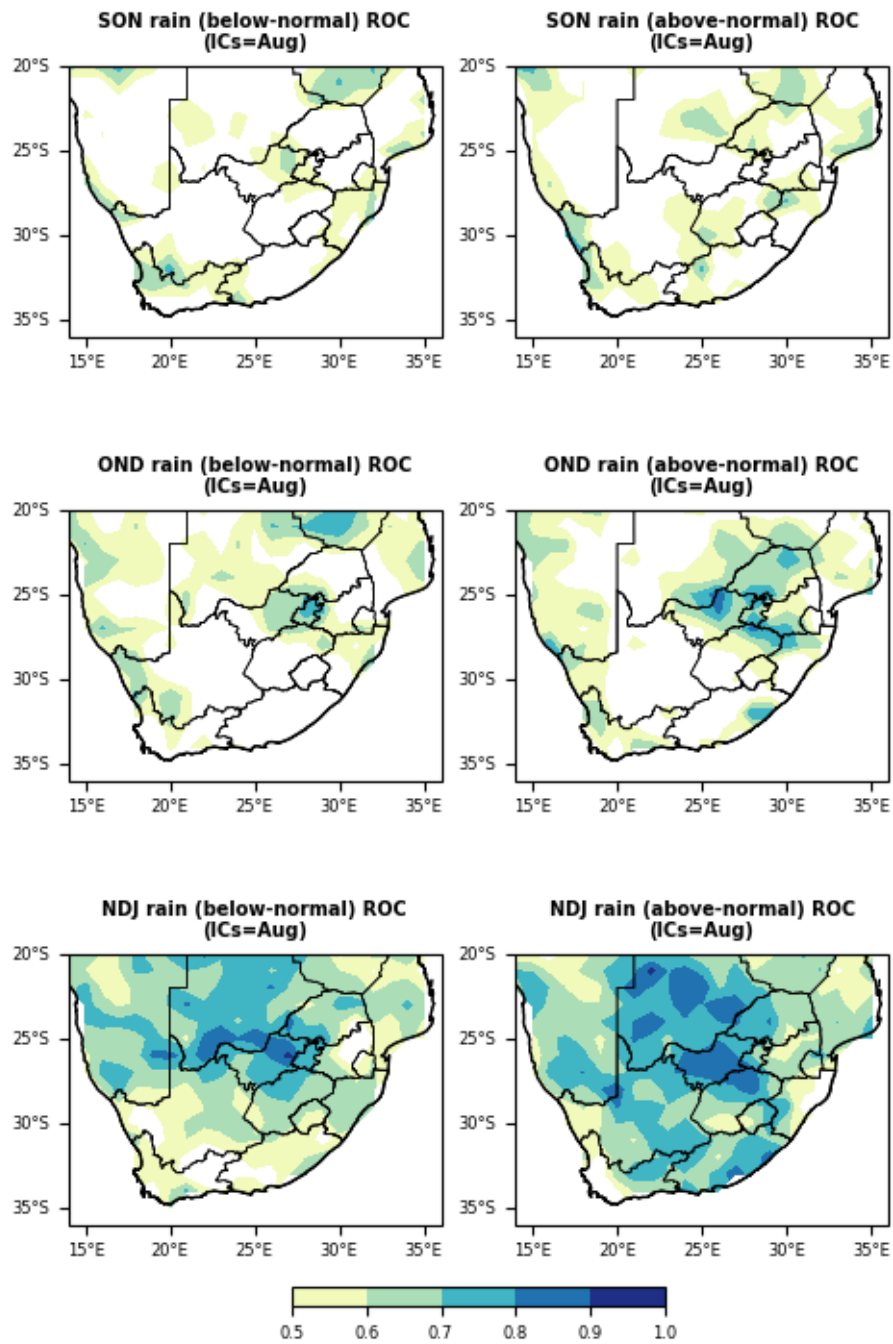 SON rain (below-normal) ROC
(ICs=Aug)
SON rain (above-normal) ROC
(ICs=Aug)
20°S
25°S
30°S
35°S
15°E 20°E 25°E 30°E 35°E
20°S
25°S
30°S
35°S
15°E 20°E 25°E 30°E 35°E
OND rain (below-normal) ROC
(ICs=Aug)
OND rain (above-normal) ROC
(ICs=Aug)
20°S
25°S
30°S
35°S
15°E 20°E 25°E 30°E 35°E
20°S
25°S
30°S
35°S
15°E 20°E 25°E 30°E 35°E
NDJ rain (below-normal) ROC
(ICs=Aug)
NDJ rain (above-normal) ROC
(ICs=Aug)
20°S
25°S
30°S
35°S
15°E 20°E 25°E 30°E 35°E
20°S
25°S
30°S
35°S
15°E 20°E 25°E 30°E 35°E
0.5 0.6 0.7 0.8 0.9 1.0